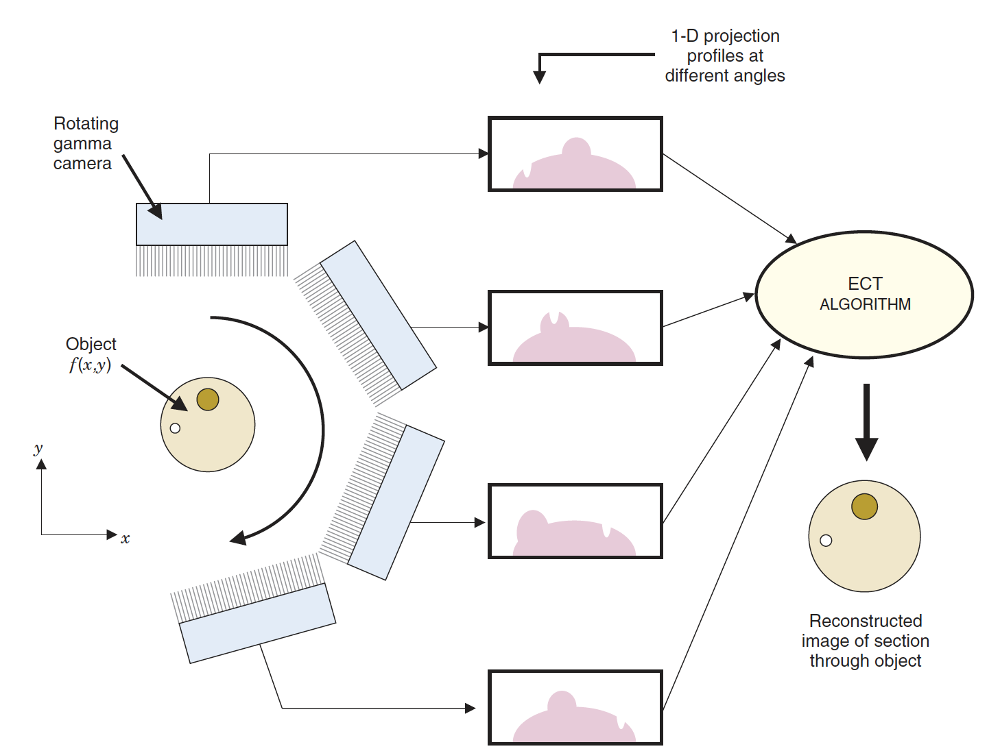 1-D projection
profiles at
different angles
Rotating
gamma
camera
Object
f(x,y)
y
x
ECT
ALGORITHM
Reconstructed
image of section
through object